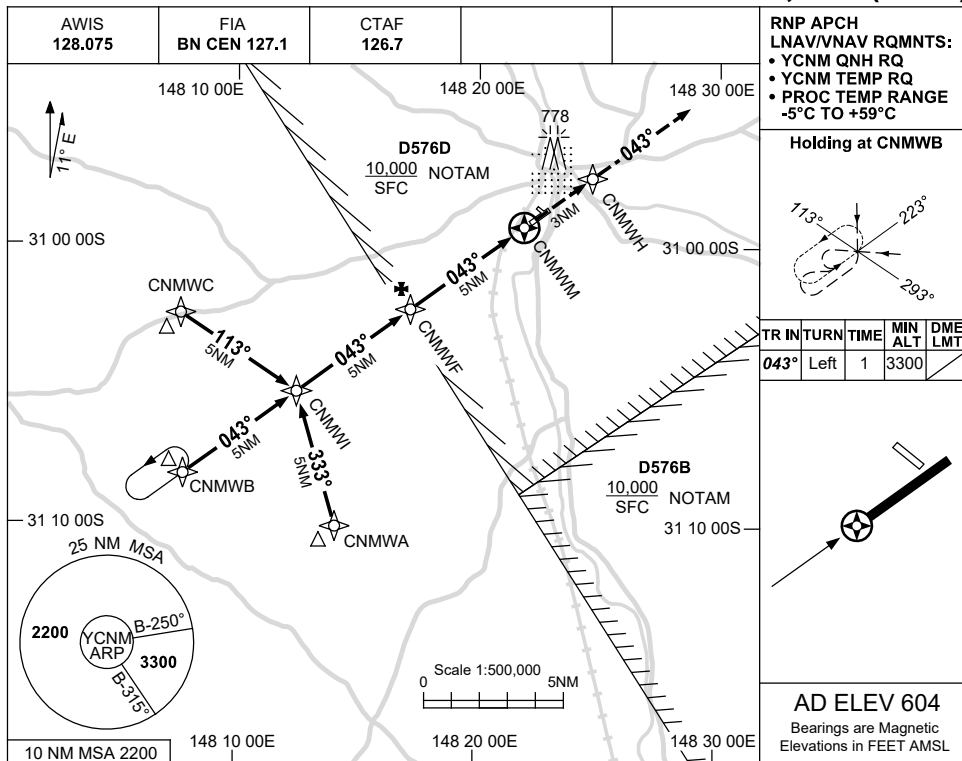 AWIS
128.075
FIA
BN CEN 127.1
CTAF
126.7
RNP APCH
LNAV/VNAV RQMNTS:
• YCNM QNH RQ
• YCNM TEMP RQ
• PROC TEMP RANGE
-5°C TO +59°C
148 10 00E
148 20 00E
148 30 00E
11° E
D576D
10,000
SFC
NOTAM
778
043°
3NM
CNMWH
CNMWM
31 00 00S
31 00 00S
043°
5NM
CNMWF
CNMWC
113°
5NM
043°
5NM
CNMWI
043°
5NM
CNMWB
333°
5NM
CNMWA
D576B
10,000
SFC
NOTAM
31 10 00S
31 10 00S
25 NM MSA
2200
YCNM
ARP
B-250°
3300
B-315°
Scale 1:500,000
0
5NM
10 NM MSA 2200
148 10 00E
148 20 00E
148 30 00E
Holding at CNMWB
113°
223°
293°
TR IN TURN TIME MIN ALT DME LMT
043° Left 1 3300
AD ELEV 604
Bearings are Magnetic
Elevations in FEET AMSL